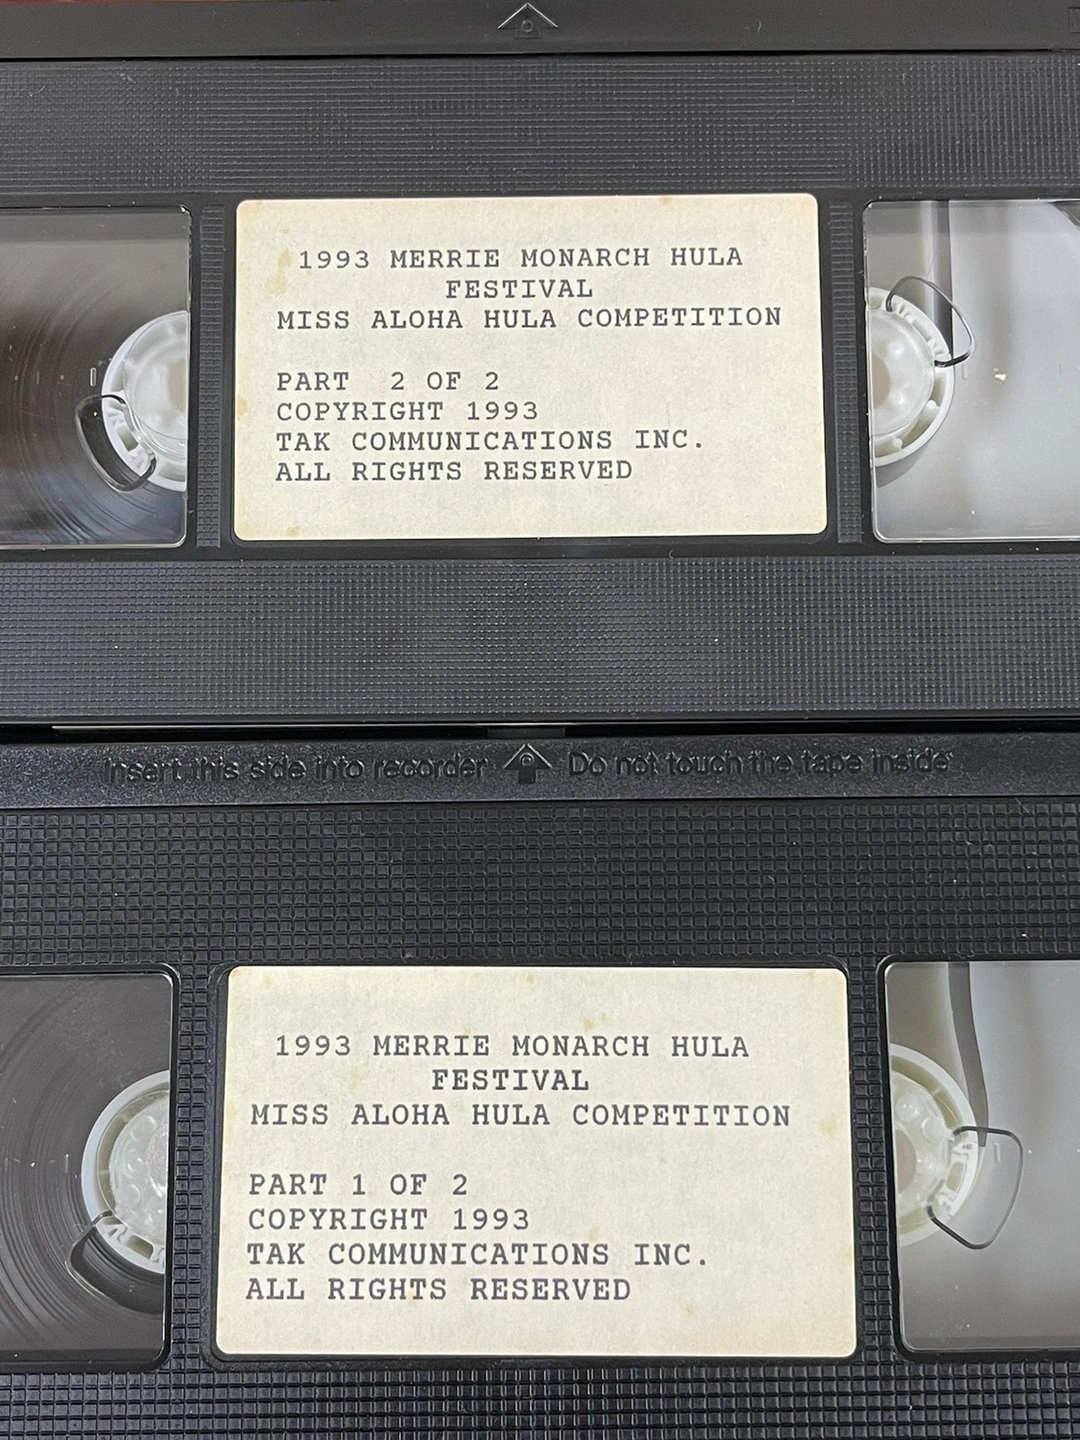 1993 MERRIE MONARCH HULA
FESTIVAL
MISS ALOHA HULA COMPETITION
PART 2 OF 2
COPYRIGHT 1993
TAK COMMUNICATIONS INC.
ALL RIGHTS RESERVED
Insert this side into recorder Do not touch the tape inside
1993 MERRIE MONARCH HULA
FESTIVAL
MISS ALOHA HULA COMPETITION
PART 1 OF 2
COPYRIGHT 1993
TAK COMMUNICATIONS INC.
ALL RIGHTS RESERVED